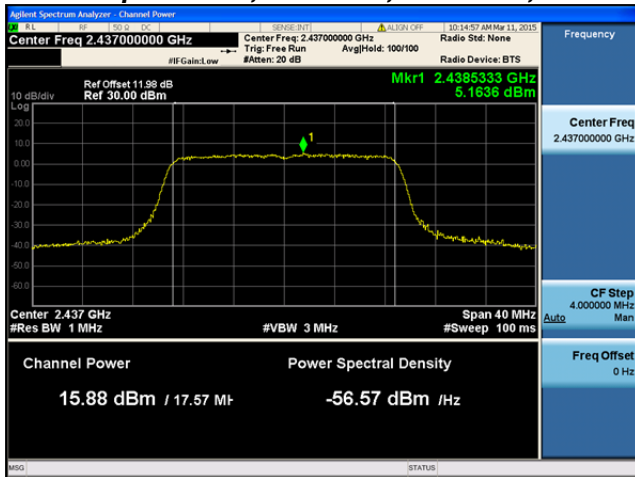 Agilent Spectrum Analyzer - Channel Power
RL RF 50 Ω DC SENSE:INT ALIGN OFF 10:14:57 AM Mar 11, 2015
Center Freq 2.437000000 GHz
Center Freq: 2.437000000 GHz
Radio Std: None
Trig: Free Run Avg|Hold: 100/100
#IFGain:Low #Atten: 20 dB Radio Device: BTS
Frequency
Mkr1 2.4385333 GHz
5.1636 dBm
Ref Offset 11.98 dB
10 dB/div Ref 30.00 dBm
Log
20.0
10.0
1
0.00
-10.0
-20.0
-30.0
-40.0
-50.0
-60.0
Center 2.437 GHz Span 40 MHz
#Res BW 1 MHz #VBW 3 MHz #Sweep 100 ms
Center Freq
2.437000000 GHz
CF Step
4.000000 MHz
Auto Man
Freq Offset
0 Hz
Channel Power Power Spectral Density
15.88 dBm / 17.57 MH -56.57 dBm /Hz
MSG STATUS